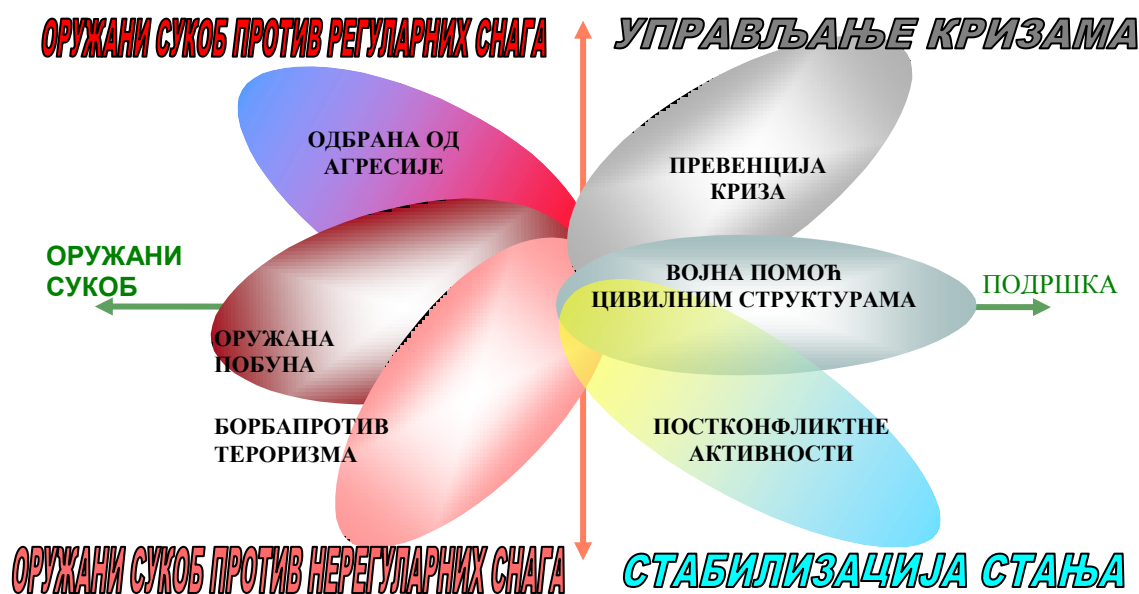 ОРУЖАНИ СУКОБ ПРОТИВ РЕГУЛАРНИХ СНАГА
УПРАВЉАЊЕ КРИЗАМА
ОДБРАНА ОД
АГРЕСИЈЕ
ПРЕВЕНЦИЈА
КРИЗА
ОРУЖАНИ
СУКОБ
ВОЈНА ПОМОЋ
ЦИВИЛНИМ СТРУКТУРАМА
ПОДРШКА
ОРУЖАНА
ПОБУНА
БОРБАПРОТИВ
ТЕРОРИЗМА
ПОСТКОНФЛИКТНЕ
АКТИВНОСТИ
ОРУЖАНИ СУКОБ ПРОТИВ НЕРЕГУЛАРНИХ СНАГА
СТАБИЛИЗАЦИЈА СТАЊА